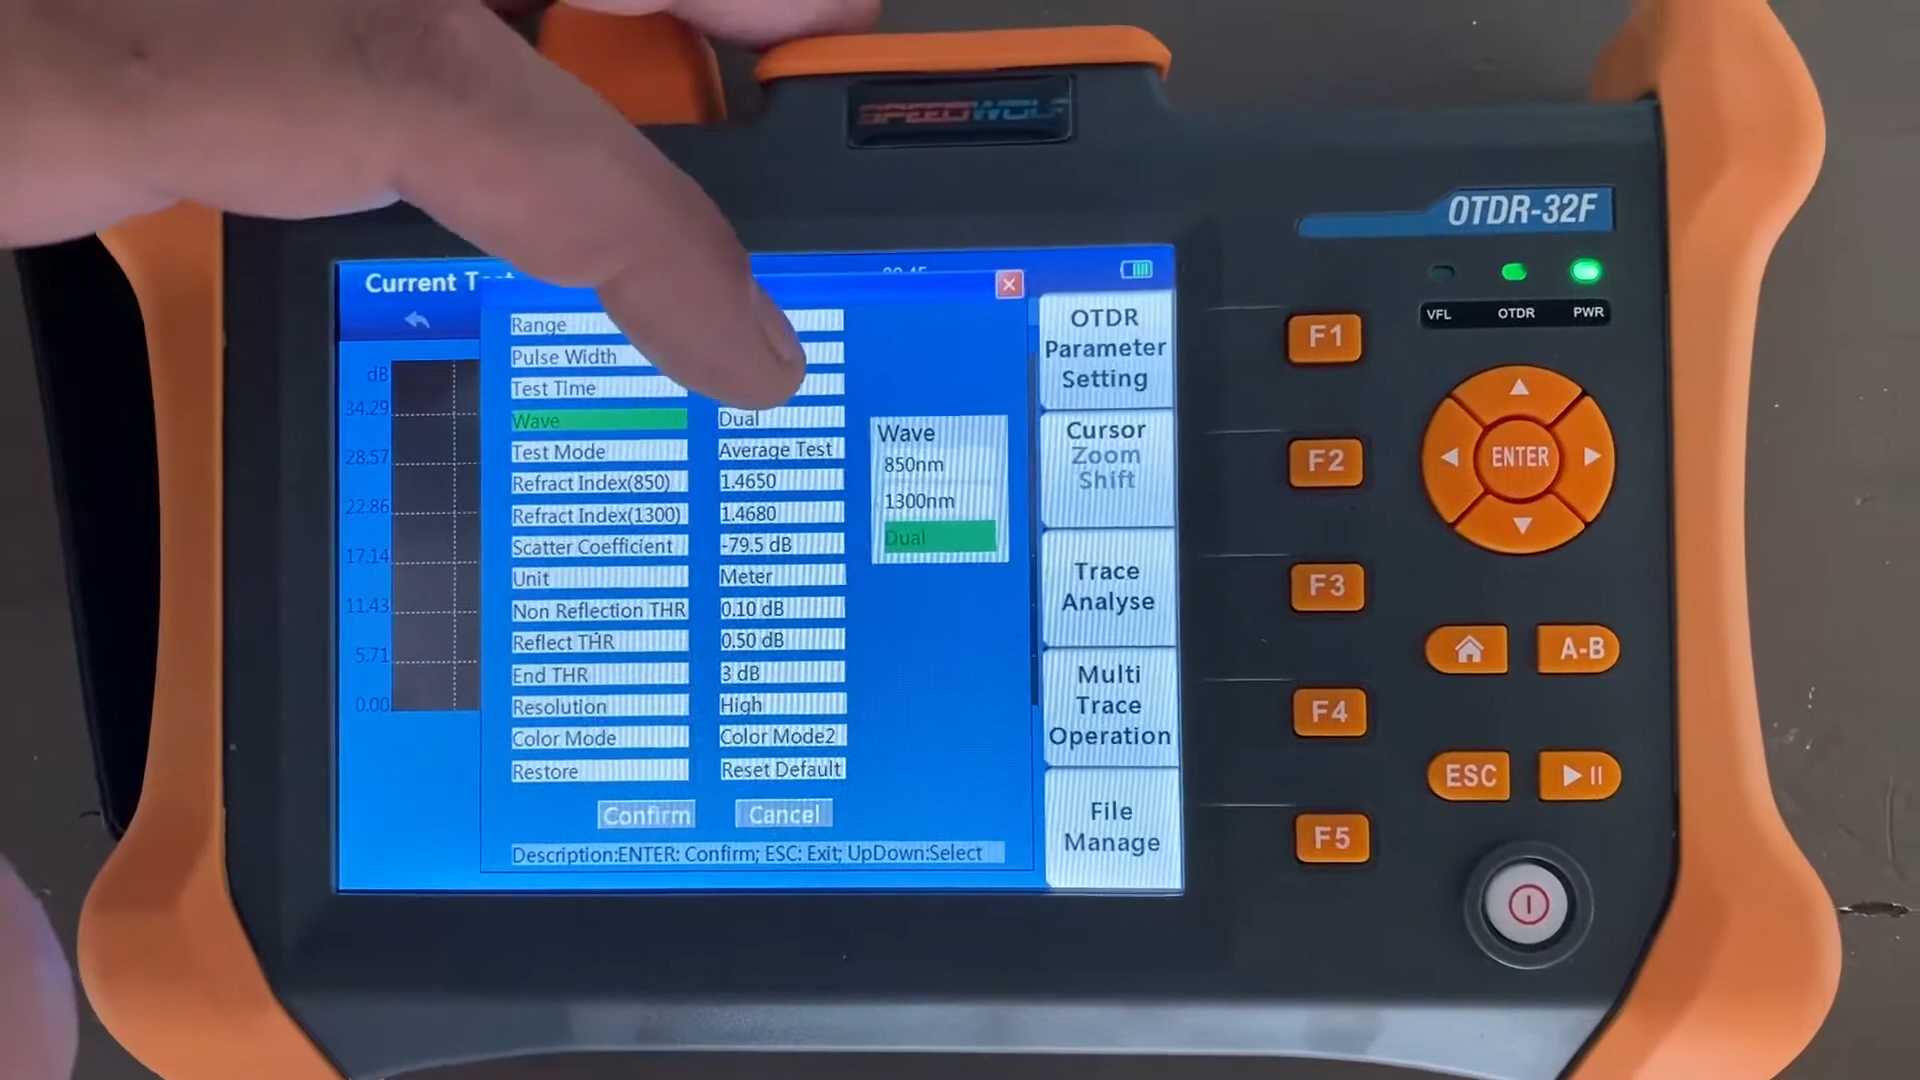 SPEEDWOLF
OTDR-32F
VFL OTDR PWR
Current
Range
Pulse Width
Test Time
Wave Dual
Test Mode Average Test
Refract Index(850) 1.4650
Refract Index(1300) 1.4680
Scatter Coefficient -79.5 dB
Unit Meter
Non Reflection THR 0.10 dB
Reflect THR 0.50 dB
End THR 3 dB
Resolution High
Color Mode Color Mode2
Restore Reset Default
Confirm Cancel
Description:ENTER: Confirm; ESC: Exit; UpDown:Select
Wave
850nm
1300nm
Dual
dB
34.29
28.57
22.86
17.14
11.43
5.71
0.00
OTDR
Parameter
Setting
Cursor
Zoom
Shift
Trace
Analyse
Multi
Trace
Operation
File
Manage
F1
F2
F3
F4
F5
ENTER
A-B
ESC